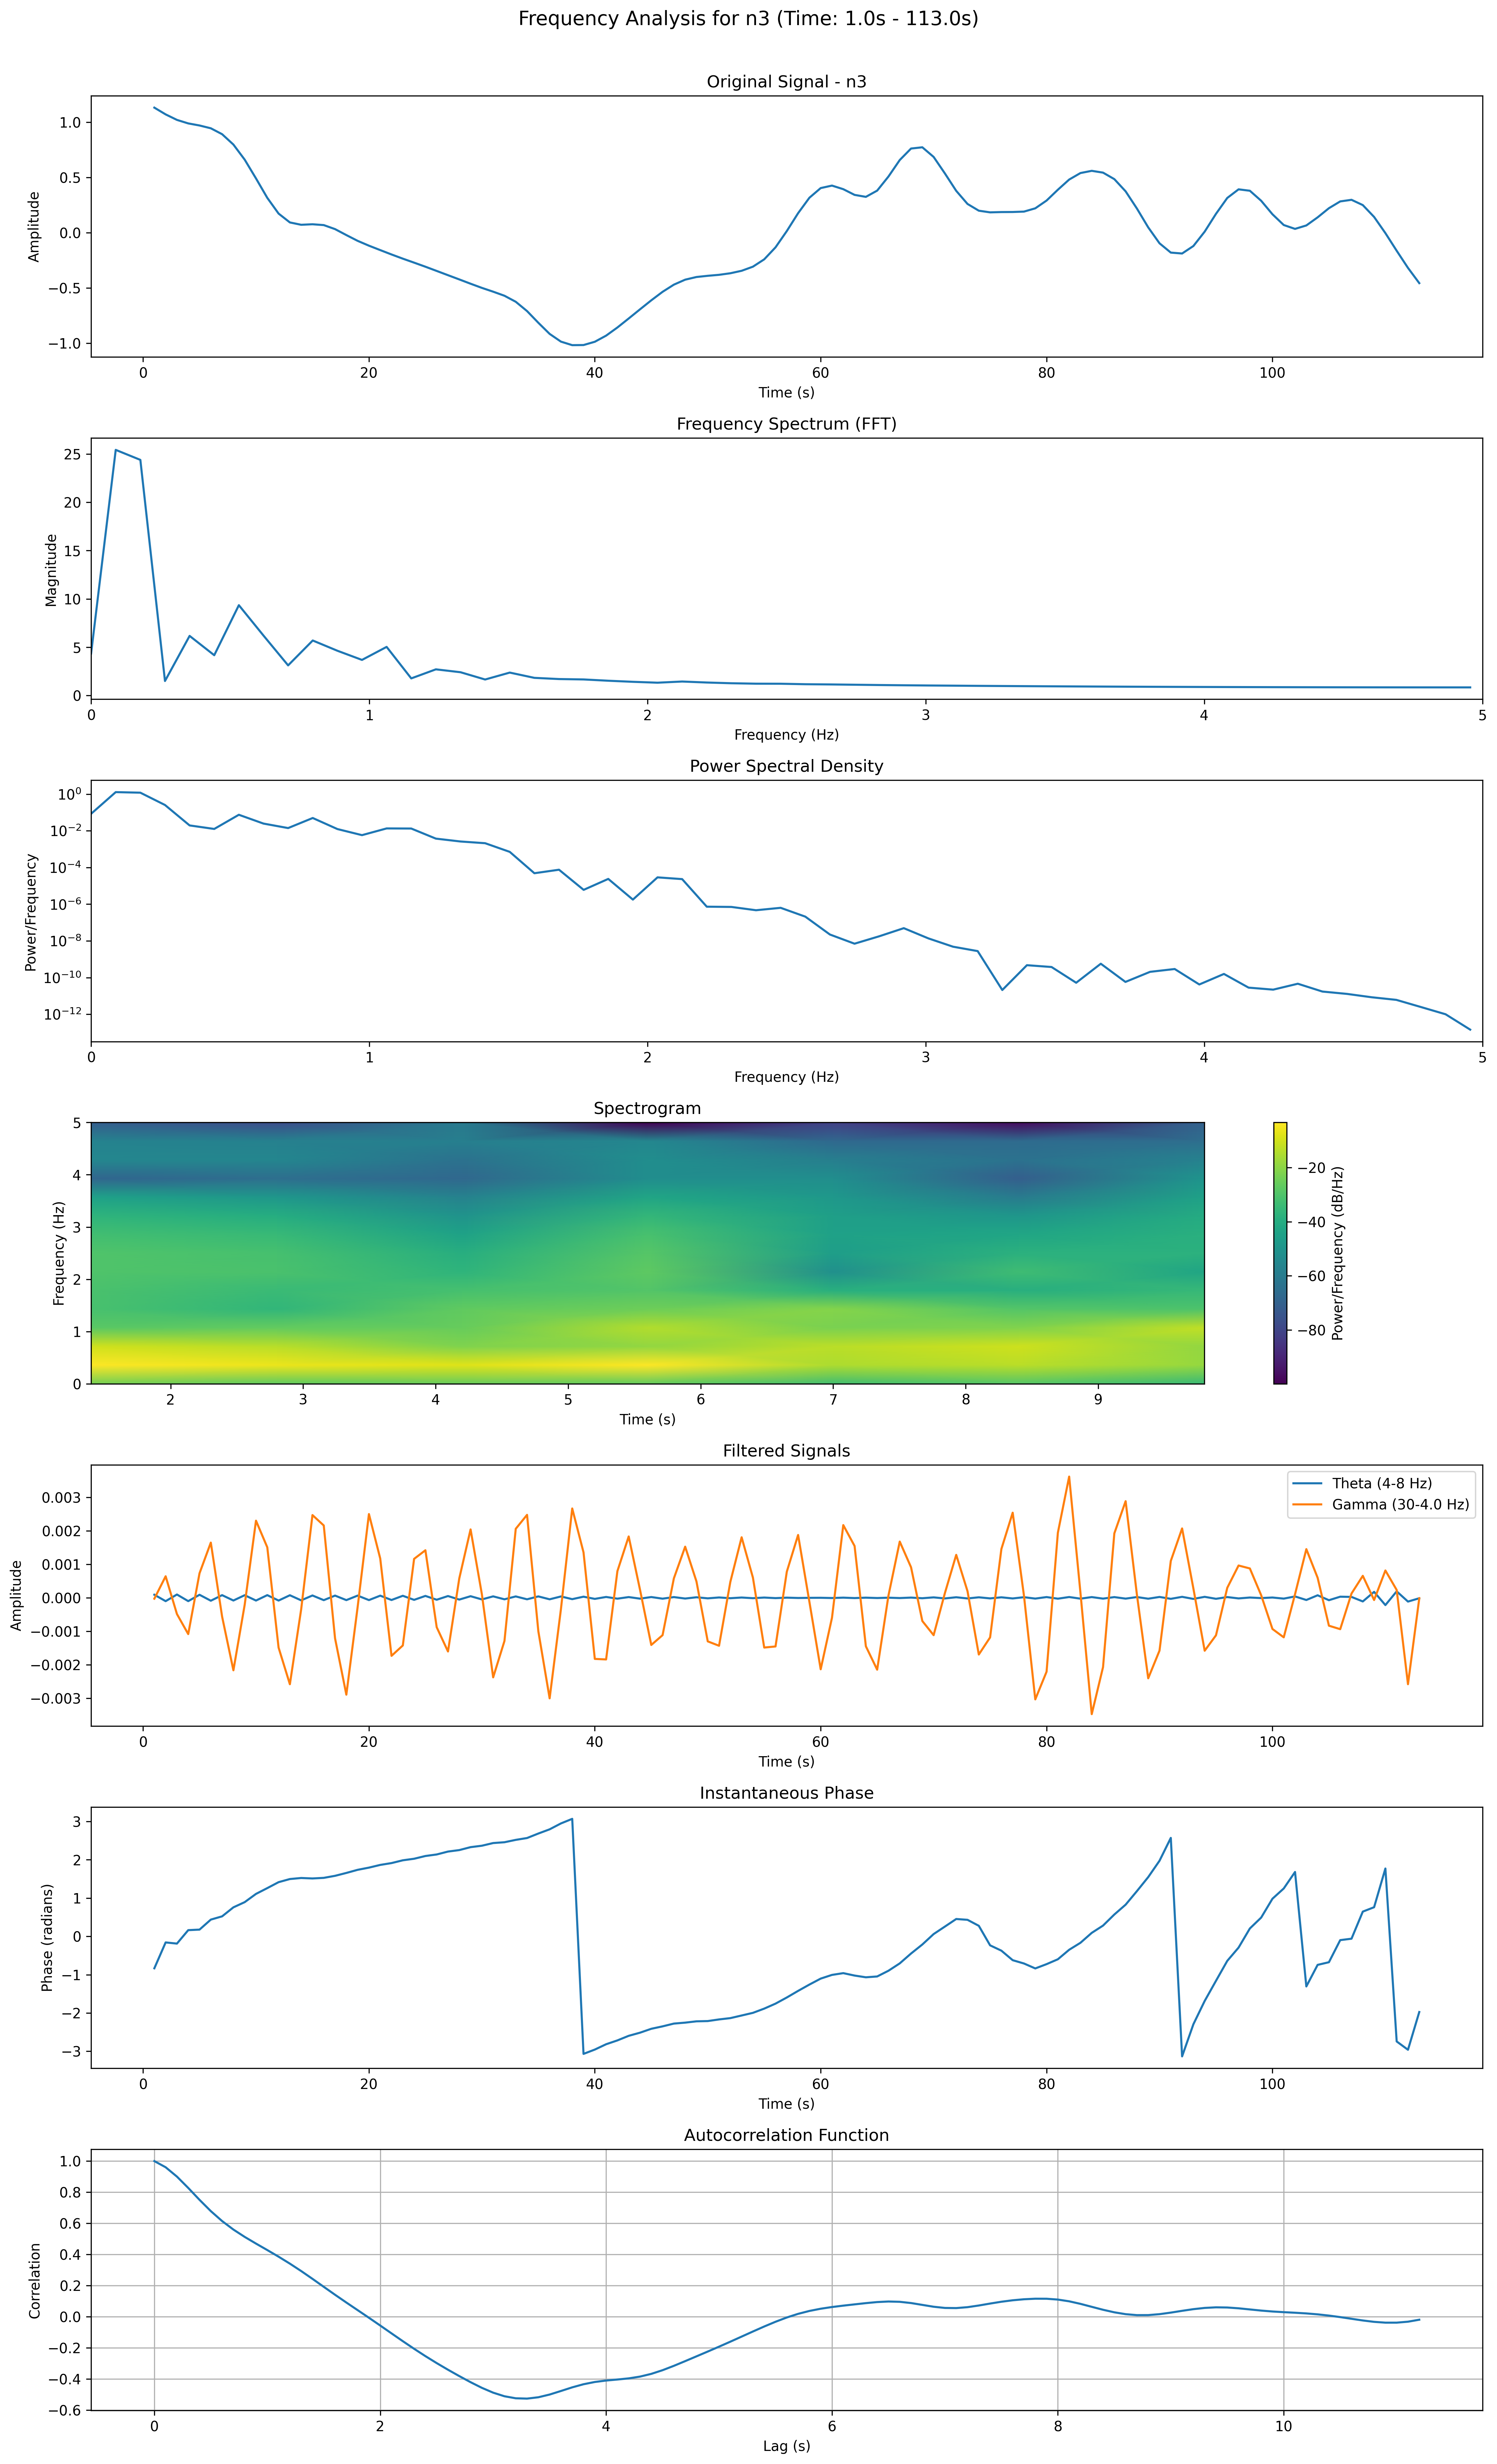 Frequency Analysis for n3 (Time: 1.0s - 113.0s)
Original Signal - n3
Amplitude
1.0
0.5
0.0
−0.5
−1.0
0 20 40 60 80 100
Time (s)
Frequency Spectrum (FFT)
Magnitude
25
20
15
10
5
0
0 1 2 3 4 5
Frequency (Hz)
Power Spectral Density
Power/Frequency
10⁰
10⁻²
10⁻⁴
10⁻⁶
10⁻⁸
10⁻¹⁰
10⁻¹²
0 1 2 3 4 5
Frequency (Hz)
Spectrogram
Frequency (Hz)
5
4
3
2
1
0
2 3 4 5 6 7 8 9
Time (s)
−20
−40
−60
−80
Power/Frequency (dB/Hz)
Filtered Signals
Amplitude
0.003
0.002
0.001
0.000
−0.001
−0.002
−0.003
Theta (4-8 Hz)
Gamma (30-4.0 Hz)
0 20 40 60 80 100
Time (s)
Instantaneous Phase
Phase (radians)
3
2
1
0
−1
−2
−3
0 20 40 60 80 100
Time (s)
Autocorrelation Function
Correlation
1.0
0.8
0.6
0.4
0.2
0.0
−0.2
−0.4
−0.6
0 2 4 6 8 10
Lag (s)